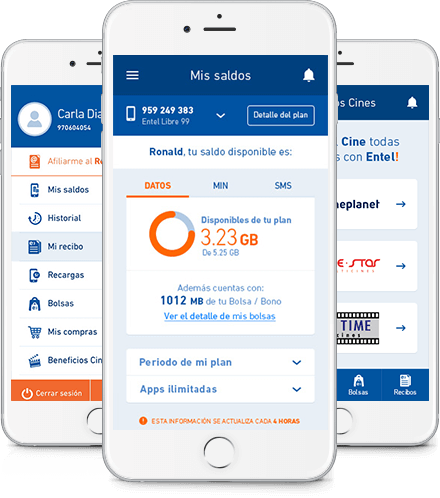 Carla Dia
970604054
Afiliarme al R
Mis saldos
Historial
Mi recibo
Recargas
Bolsas
Mis compras
Beneficios Cin
Cerrar sesión
Mis saldos
959 249 383
Entel Libre 99
Detalle del plan
Ronald, tu saldo disponible es:
DATOS MIN SMS
Disponibles de tu plan
3.23 GB
De 5.25 GB
Además cuentas con:
1012 MB de tu Bolsa / Bono
Ver el detalle de mis bolsas
Periodo de mi plan
Apps ilimitadas
ESTA INFORMACIÓN SE ACTUALIZA CADA 4 HORAS
os Cines
Cine todas
s con Entel!
neplanet
E·STAR
TIME
cines
Bolsas
Recibos